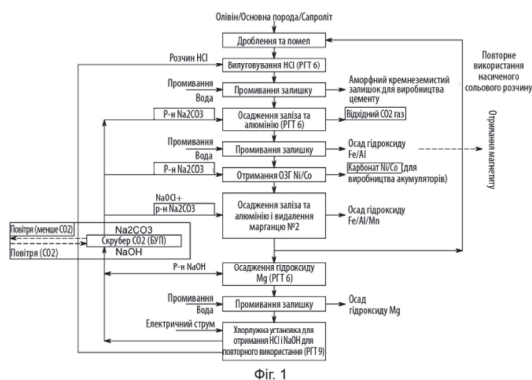 Олівін/Основна порода/Сапроліт
Дроблення та помел
Розчин HCl
Вилуговування HCl (РГТ 6)
Повторне
використання
насиченого
сольового розчину
Промивання
Вода
Промивання залишку
Аморфний кремнеземистий
залишок для виробництва
цементу
Р-н Na2CO3
Осадження заліза та
алюмінію (РГТ 6)
Відхідний CO2 газ
Отримання магнетиту
Промивання
Вода
Промивання залишку
Осад гідроксиду
Fe/Al
Р-н Na2CO3
Отримання ОЗГ Ni/Co
Карбонат Ni/Co (для
виробництва акумуляторів)
NaOCl+
р-н Na2CO3
Осадження заліза та
алюмінію і видалення
марганцю №2
Осад гідроксиду
Fe/Al/Mn
Повітря (менше CO2)
Na2CO3
Скрубер CO2 (БУП)
Повітря (CO2)
NaOH
Р-н NaOH
Осадження гідроксиду
Mg (РГТ 6)
Промивання
Вода
Промивання залишку
Осад
гідроксиду Mg
Електричний струм
Хлорлужна установка для
отримання HCl і NaOH для
повторного використання (РГТ 9)
Фіг. 1